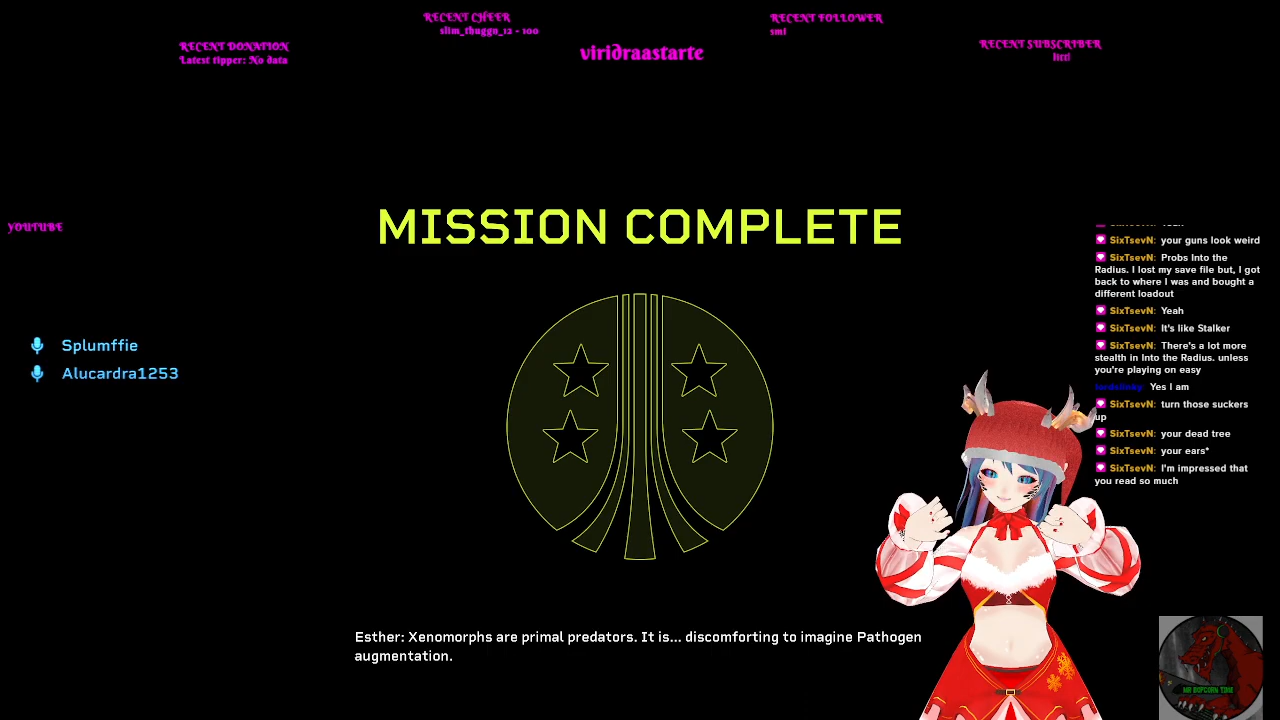 RECENT CHEER
slim_thuggn_12 - 100
RECENT FOLLOWER
sml
RECENT DONATION
Latest tipper: No data
viridraastarte
RECENT SUBSCRIBER
YOUTUBE
MISSION COMPLETE
Splumffie
Alucardra1253
SixTsevN: your guns look weird
SixTsevN: Probs Into the
Radius. I lost my save file but, I got
back to where I was and bought a
different loadout
SixTsevN: Yeah
SixTsevN: It's like Stalker
SixTsevN: There's a lot more
stealth in Into the Radius. unless
you're playing on easy
Yes I am
SixTsevN: turn those suckers
up
SixTsevN: your dead tree
SixTsevN: your ears*
SixTsevN: I'm impressed that
you read so much
Esther: Xenomorphs are primal predators. It is... discomforting to imagine Pathogen
augmentation.
MR POPCORN TIME